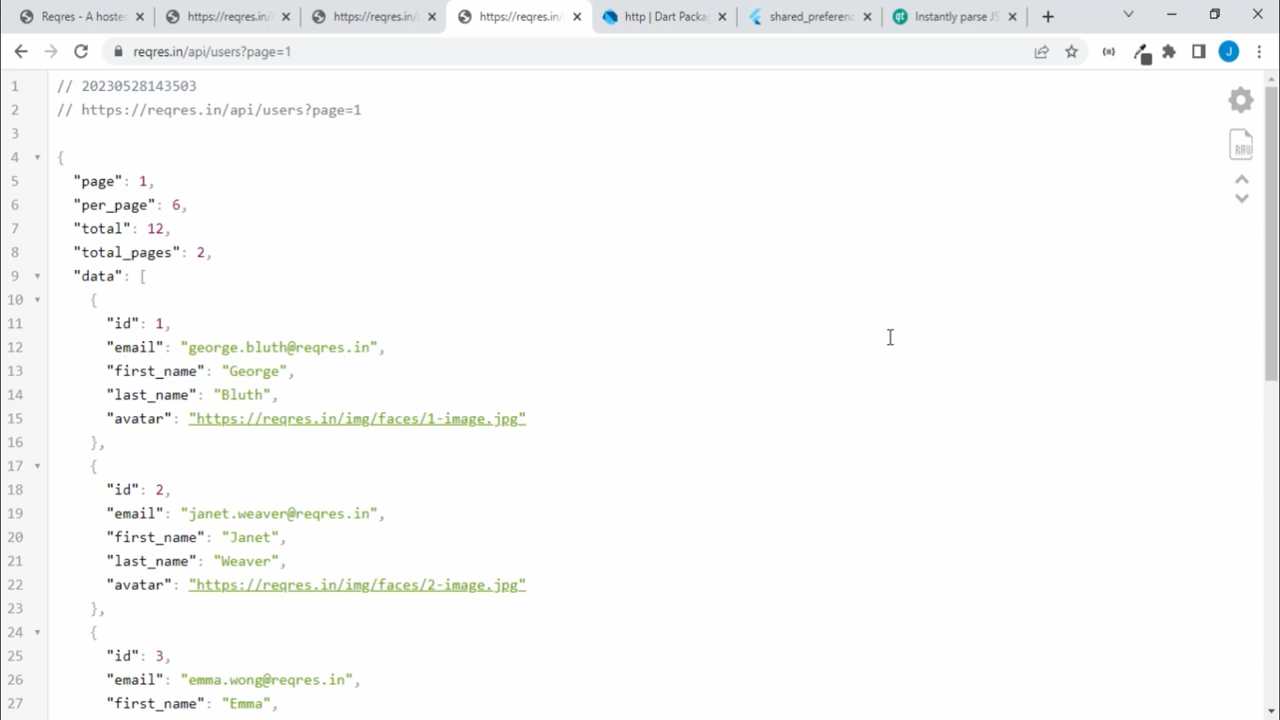 Reqres - A hoste
https://reqres.in/
https://reqres.in/
https://reqres.in/
http | Dart Packa
shared_preferen
Instantly parse JS
J
reqres.in/api/users?page=1
1 // 20230528143503
2 // https://reqres.in/api/users?page=1
3
4 {
5 "page": 1,
6 "per_page": 6,
7 "total": 12,
8 "total_pages": 2,
9 "data": [
10 {
11 "id": 1,
12 "email": "george.bluth@reqres.in",
13 "first_name": "George",
14 "last_name": "Bluth",
15 "avatar": "https://reqres.in/img/faces/1-image.jpg"
16 },
17 {
18 "id": 2,
19 "email": "janet.weaver@reqres.in",
20 "first_name": "Janet",
21 "last_name": "Weaver",
22 "avatar": "https://reqres.in/img/faces/2-image.jpg"
23 },
24 {
25 "id": 3,
26 "email": "emma.wong@reqres.in",
27 "first_name": "Emma",
RAW